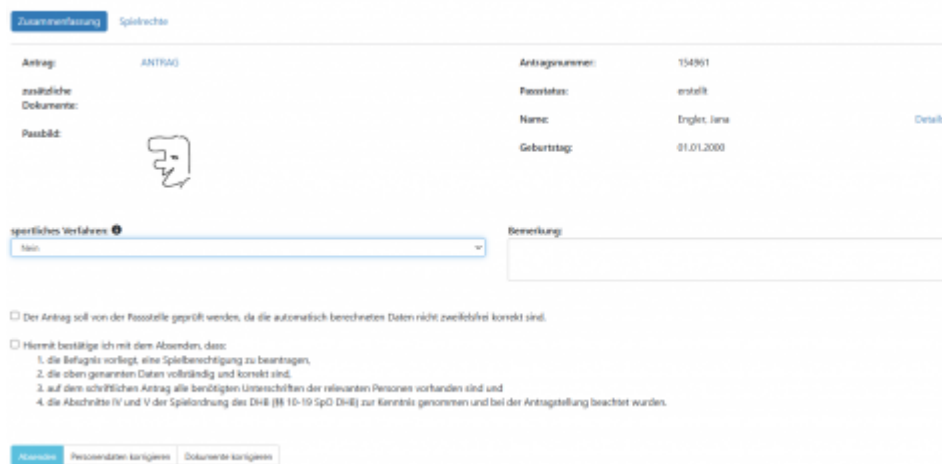 Zusammenfassung Spielrechte
Antrag: ANTRAG Antragsnummer: 154961
zusätzliche Dokumente: Passstatus: erstellt
Name: Engler, Jana Details
Passbild:
Geburtstag: 01.01.2000
sportliches Verfahren: Bemerkung:
Nein
Der Antrag soll von der Passstelle geprüft werden, da die automatisch berechneten Daten nicht zweifelsfrei korrekt sind.
Hiermit bestätige ich mit dem Absenden, dass:
1. die Befugnis vorliegt, eine Spielberechtigung zu beantragen,
2. die oben genannten Daten vollständig und korrekt sind,
3. auf dem schriftlichen Antrag alle benötigten Unterschriften der relevanten Personen vorhanden sind und
4. die Abschnitte IV und V der Spielordnung des DHB (§§ 10-19 SpO DHB) zur Kenntnis genommen und bei der Antragstellung beachtet wurden.
Absenden Personendaten korrigieren Dokumente korrigieren